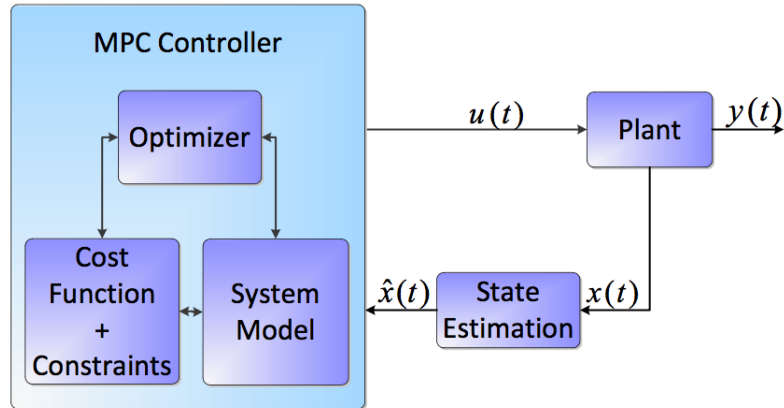 MPC Controller
Optimizer
Cost
Function
+
Constraints
System
Model
u(t)
Plant
y(t)
x̂(t)
State
Estimation
x(t)